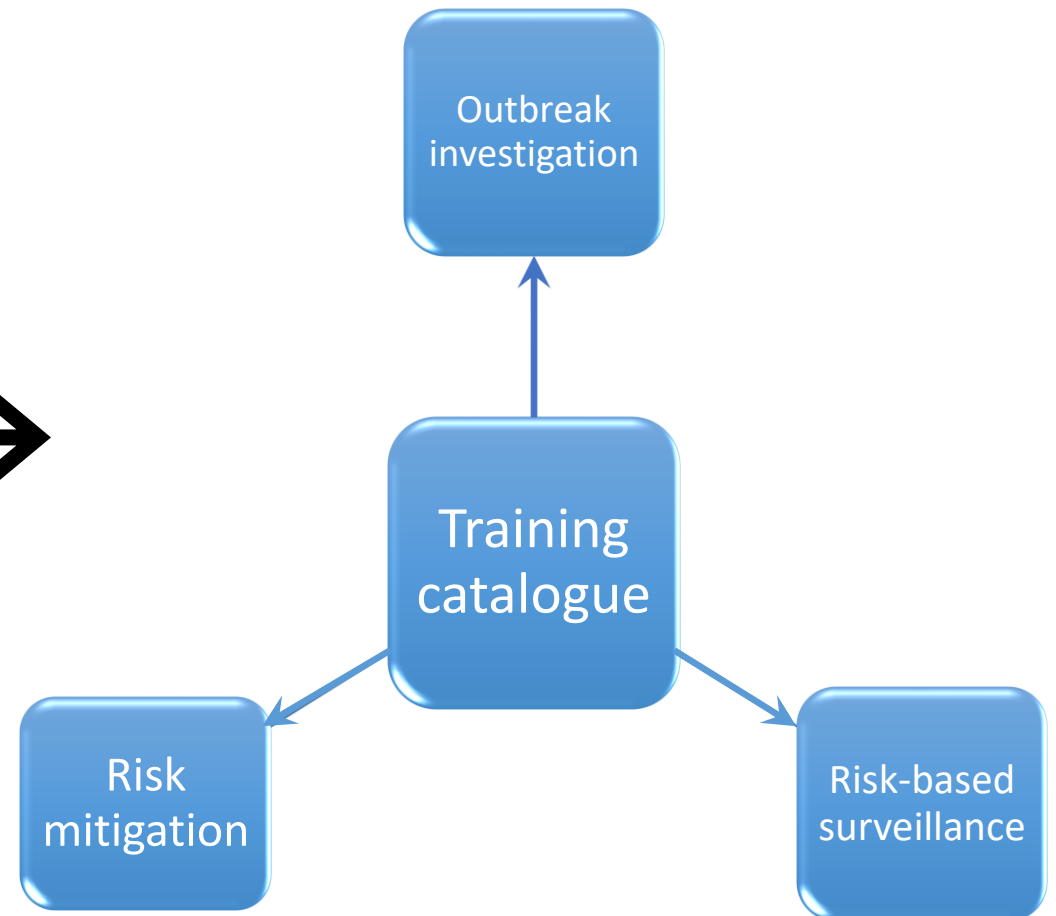 Outbreak
investigation
Training
catalogue
Risk
mitigation
Risk-based
surveillance